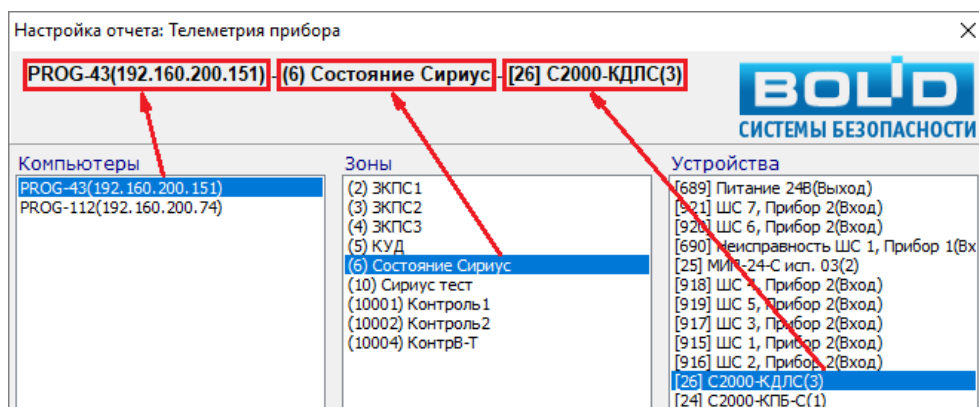 Настройка отчета: Телеметрия прибора
PROG-43(192.160.200.151) - (6) Состояние Сириус - [26] С2000-КДЛС(3)
BOLID
СИСТЕМЫ БЕЗОПАСНОСТИ
Компьютеры
PROG-43(192.160.200.151)
PROG-112(192.160.200.74)
Зоны
(2) ЗКПС1
(3) ЗКПС2
(4) ЗКПС3
(5) КУД
(6) Состояние Сириус
(10) Сириус тест
(10001) Контроль1
(10002) Контроль2
(10004) КонтрВ-Т
Устройства
[689] Питание 24В(Выход)
[921] ШС 7, Прибор 2(Вход)
[920] ШС 6, Прибор 2(Вход)
[690] Неисправность ШС 1, Прибор 1(Вх
[25] МИП-24-С исп. 03(2)
[918] ШС 4, Прибор 2(Вход)
[919] ШС 5, Прибор 2(Вход)
[917] ШС 3, Прибор 2(Вход)
[915] ШС 1, Прибор 2(Вход)
[916] ШС 2, Прибор 2(Вход)
[26] С2000-КДЛС(3)
[24] С2000-КПБ-С(1)